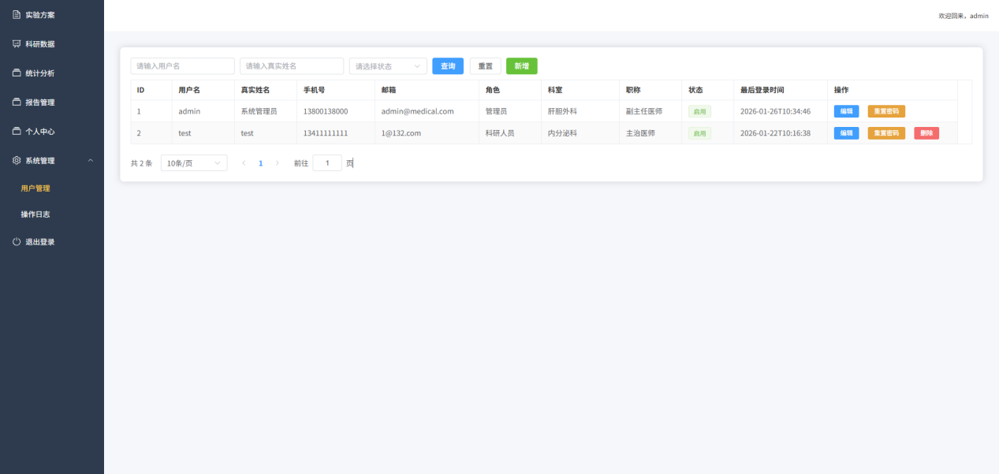 实验方案
科研数据
统计分析
报告管理
个人中心
系统管理
用户管理
操作日志
退出登录
欢迎回来，admin
请输入用户名 请输入真实姓名 请选择状态 查询 重置 新增
ID 用户名 真实姓名 手机号 邮箱 角色 科室 职称 状态 最后登录时间 操作
1 admin 系统管理员 13800138000 admin@medical.com 管理员 肝胆外科 副主任医师 启用 2026-01-26T10:34:46 编辑 重置密码
2 test test 13411111111 1@132.com 科研人员 内分泌科 主治医师 启用 2026-01-22T10:16:38 编辑 重置密码 删除
共 2 条 10条/页 1 前往 1 页